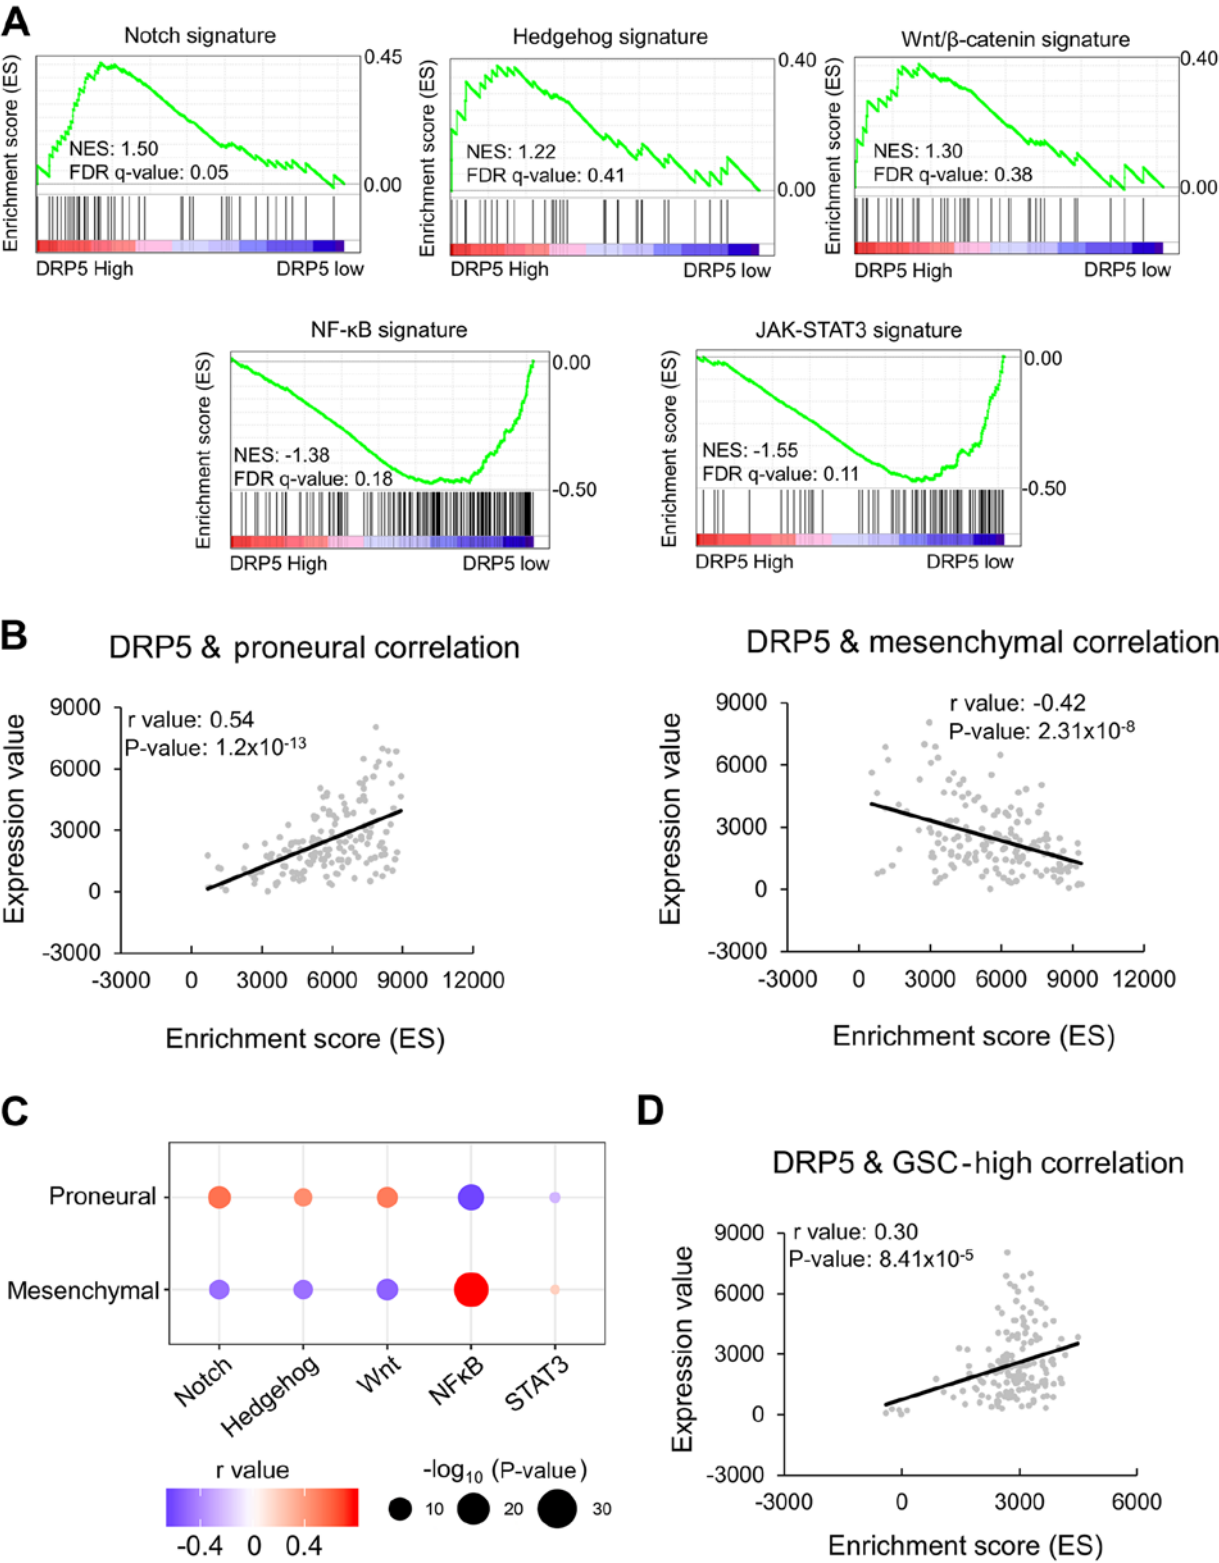 A
Notch signature
Enrichment score (ES)
0.45
NES: 1.50
FDR q-value: 0.05
0.00
DRP5 High
DRP5 low
Hedgehog signature
Enrichment score (ES)
0.40
NES: 1.22
FDR q-value: 0.41
0.00
DRP5 High
DRP5 low
Wnt/β-catenin signature
Enrichment score (ES)
0.40
NES: 1.30
FDR q-value: 0.38
0.00
DRP5 High
DRP5 low
NF-κB signature
Enrichment score (ES)
0.00
NES: -1.38
FDR q-value: 0.18
-0.50
DRP5 High
DRP5 low
JAK-STAT3 signature
Enrichment score (ES)
0.00
NES: -1.55
FDR q-value: 0.11
-0.50
DRP5 High
DRP5 low
B
DRP5 & proneural correlation
Expression value
9000
6000
3000
0
-3000
r value: 0.54
P-value: 1.2x10⁻¹³
-3000 0 3000 6000 9000 12000
Enrichment score (ES)
DRP5 & mesenchymal correlation
Expression value
9000
6000
3000
0
-3000
r value: -0.42
P-value: 2.31x10⁻⁸
-3000 0 3000 6000 9000 12000
Enrichment score (ES)
C
Proneural
Mesenchymal
Notch
Hedgehog
Wnt
NFκB
STAT3
r value
-0.4 0 0.4
-log₁₀ (P-value)
10 20 30
D
DRP5 & GSC-high correlation
Expression value
9000
6000
3000
0
-3000
r value: 0.30
P-value: 8.41x10⁻⁵
-3000 0 3000 6000
Enrichment score (ES)